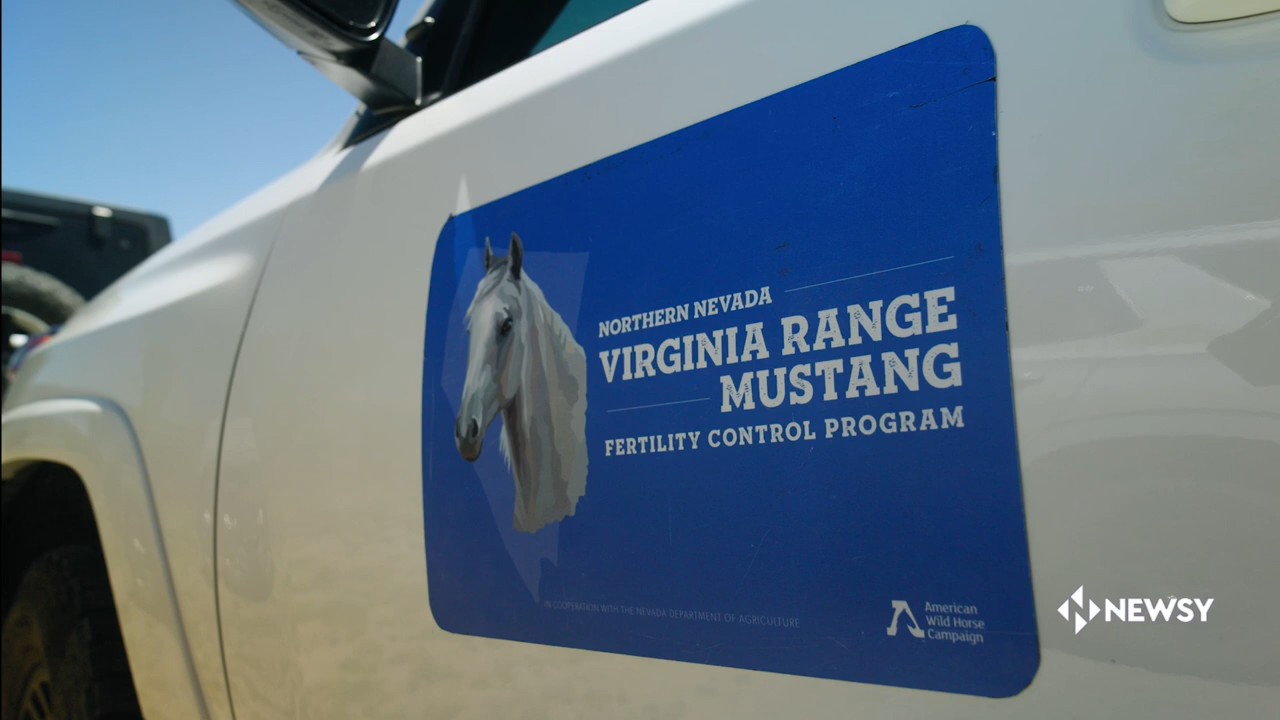 NORTHERN NEVADA
VIRGINIA RANGE
MUSTANG
FERTILITY CONTROL PROGRAM
IN COOPERATION WITH THE NEVADA DEPARTMENT OF AGRICULTURE
American
Wild Horse
Campaign
NEWSY